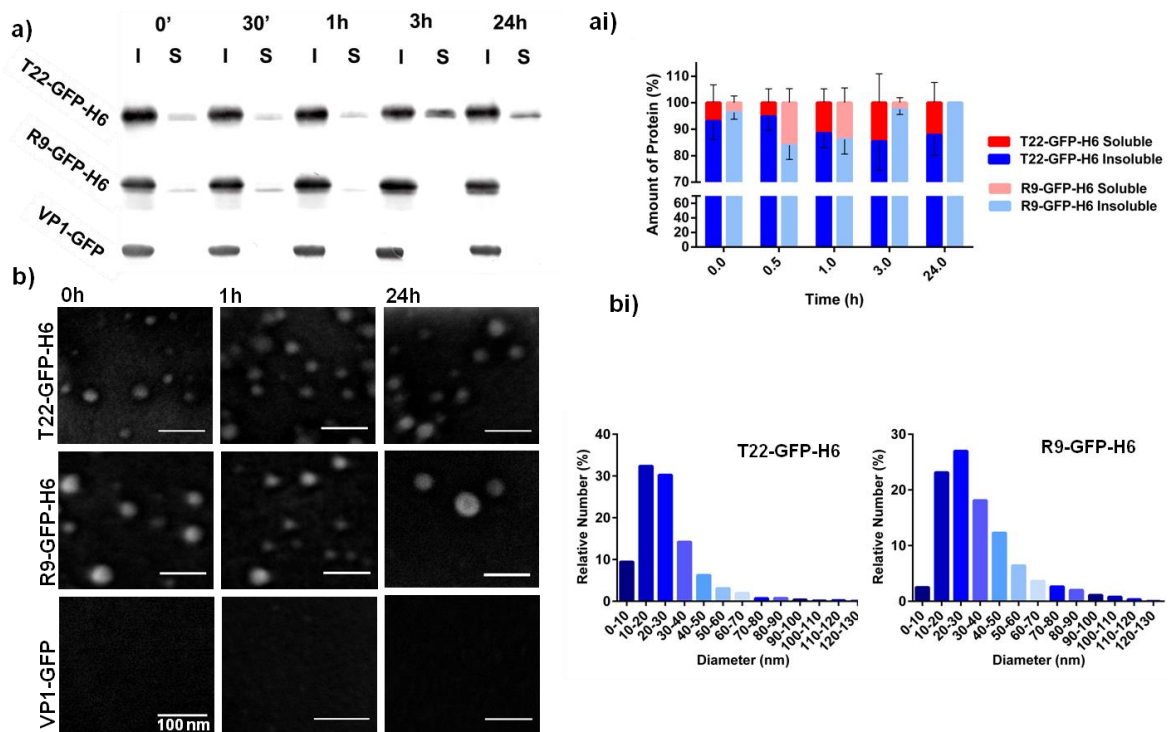 a)
0’ 30’ 1h 3h 24h
I S I S I S I S I S
T22-GFP-H6
R9-GFP-H6
VP1-GFP
ai)
Amount of Protein (%)
110
100
90
80
70
60
40
20
0
0.0 0.5 1.0 3.0 24.0
Time (h)
T22-GFP-H6 Soluble
T22-GFP-H6 Insoluble
R9-GFP-H6 Soluble
R9-GFP-H6 Insoluble
b)
0h 1h 24h
T22-GFP-H6
R9-GFP-H6
VP1-GFP
100 nm
bi)
T22-GFP-H6
Relative Number (%)
40
30
20
10
0
0-10 10-20 20-30 30-40 40-50 50-60 60-70 70-80 80-90 90-100 100-110 110-120 120-130
Diameter (nm)
R9-GFP-H6
Relative Number (%)
30
20
10
0
0-10 10-20 20-30 30-40 40-50 50-60 60-70 70-80 80-90 90-100 100-110 110-120 120-130
Diameter (nm)